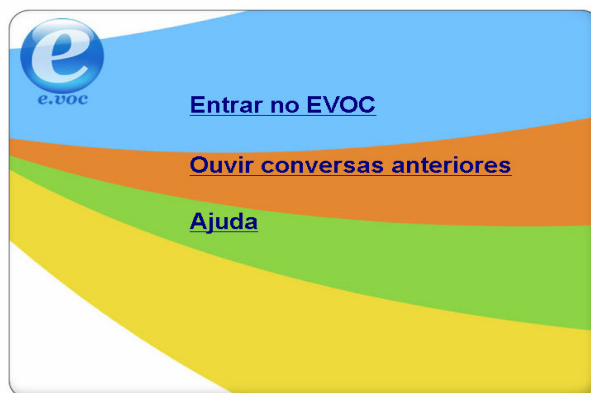 e
e.voc
Entrar no EVOC
Ouvir conversas anteriores
Ajuda